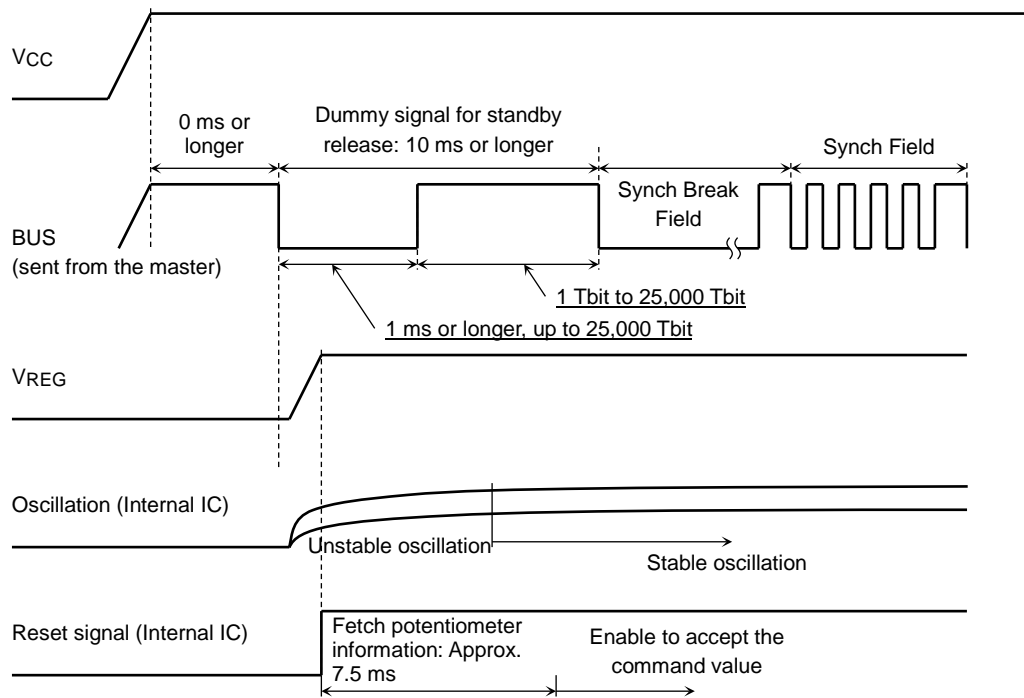 VCC
0 ms or
longer
Dummy signal for standby
release: 10 ms or longer
Synch Field
Synch Break
Field
BUS
(sent from the master)
1 Tbit to 25,000 Tbit
1 ms or longer, up to 25,000 Tbit
VREG
Oscillation (Internal IC)
Unstable oscillation
Stable oscillation
Reset signal (Internal IC)
Fetch potentiometer
information: Approx.
7.5 ms
Enable to accept the
command value